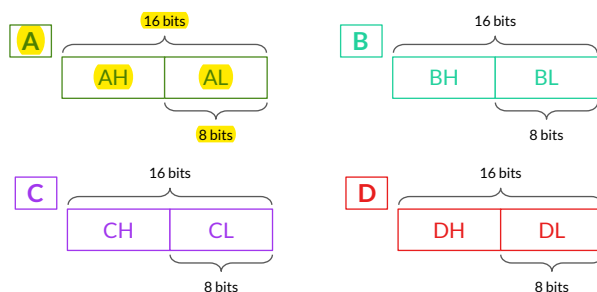 16 bits
A
AH AL
8 bits
16 bits
B
BH BL
8 bits
16 bits
C
CH CL
8 bits
16 bits
D
DH DL
8 bits